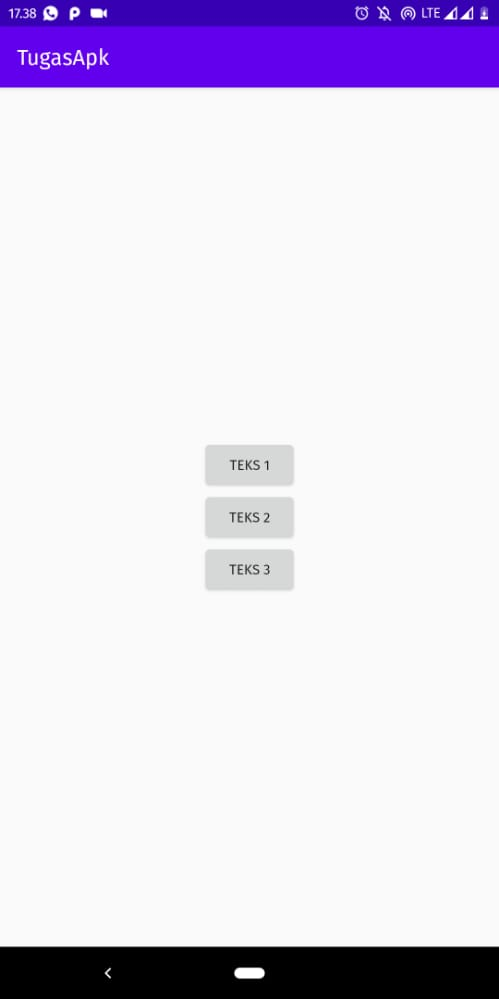 17.38 LTE
TugasApk
TEKS 1
TEKS 2
TEKS 3